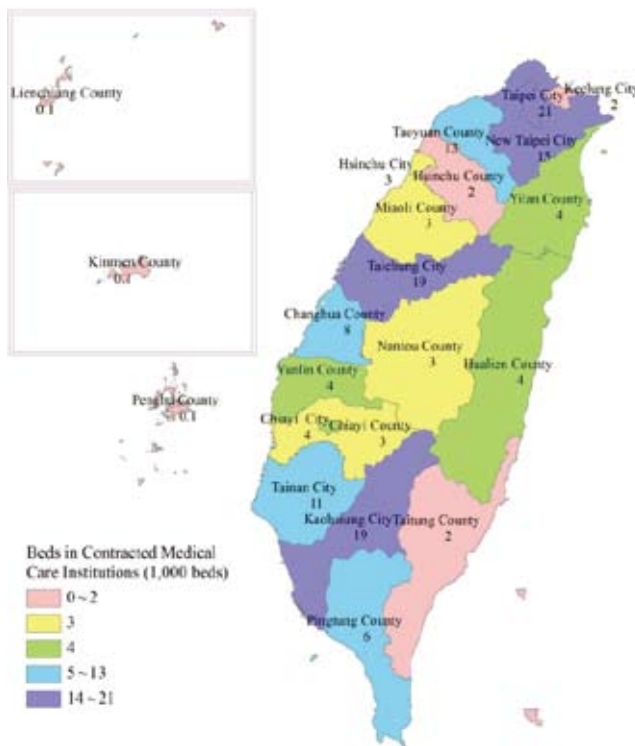 Lienchiang County
0.1
Kinmen County
0.1
Penghu County
0.1
Taipei City
21
Keelung City
2
New Taipei City
15
Taoyuan County
13
Hsinchu City
3
Hsinchu County
2
Yilan County
4
Miaoli County
3
Taichung City
19
Changhua County
8
Nantou County
3
Hualien County
4
Yunlin County
4
Chiayi City
4
Chiayi County
3
Tainan City
11
Kaohsiung City
19
Taitung County
2
Pingtung County
6
Beds in Contracted Medical
Care Institutions (1,000 beds)
0~2
3
4
5~13
14~21